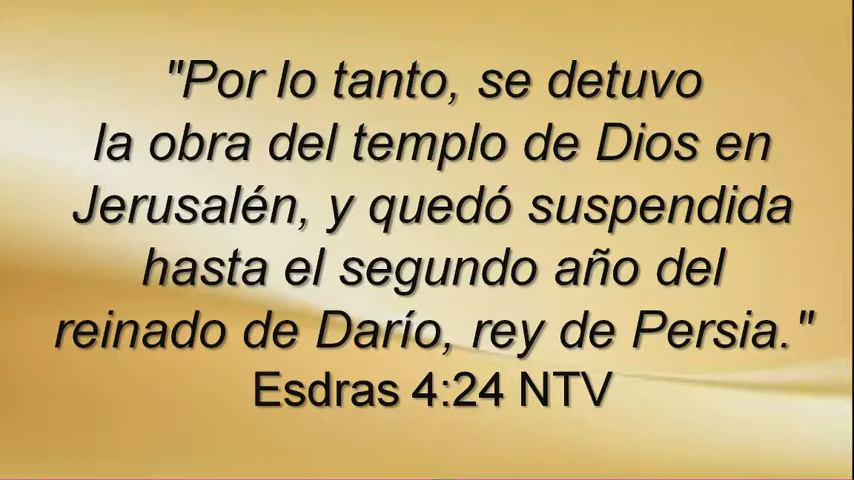 "Por lo tanto, se detuvo
la obra del templo de Dios en
Jerusalén, y quedó suspendida
hasta el segundo año del
reinado de Darío, rey de Persia."
Esdras 4:24 NTV